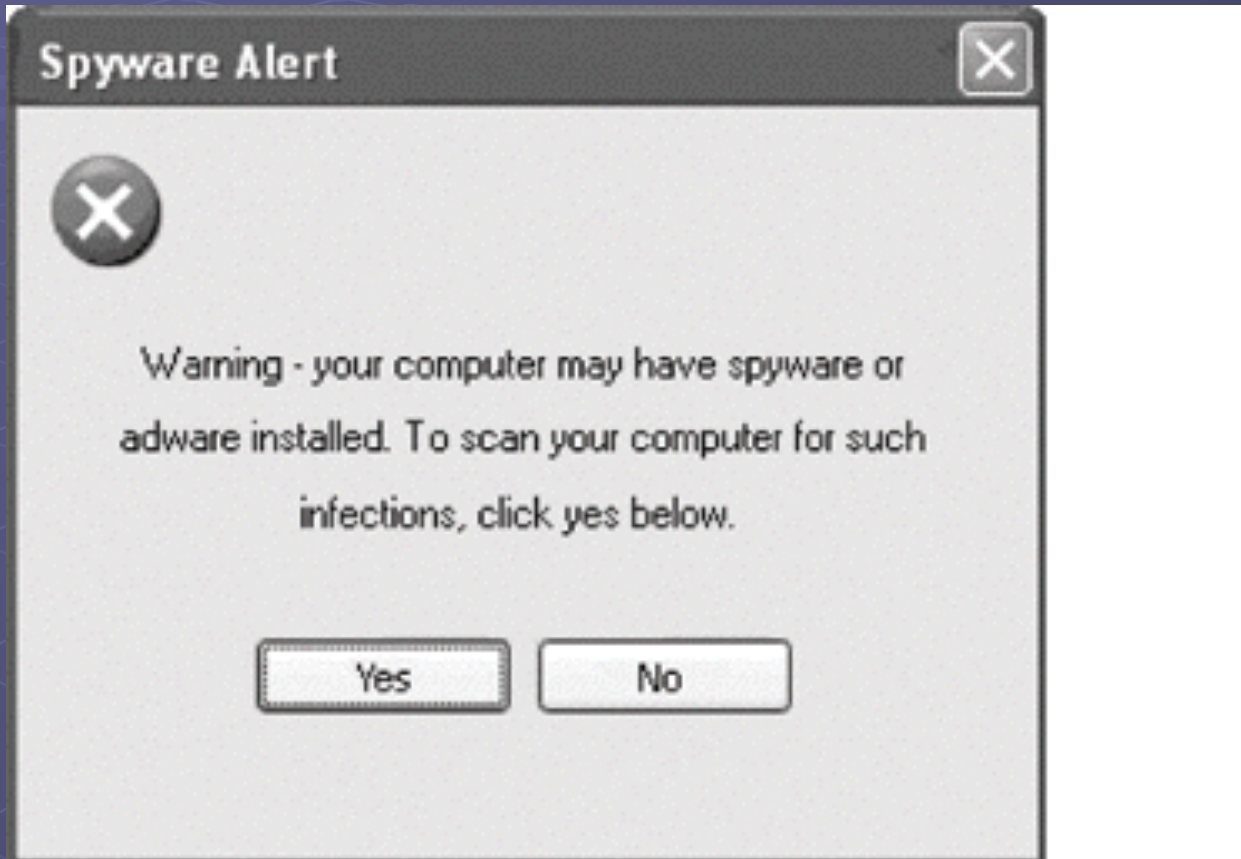 Spyware Alert
Warning - your computer may have spyware or
adware installed. To scan your computer for such
infections, click yes below.
Yes No